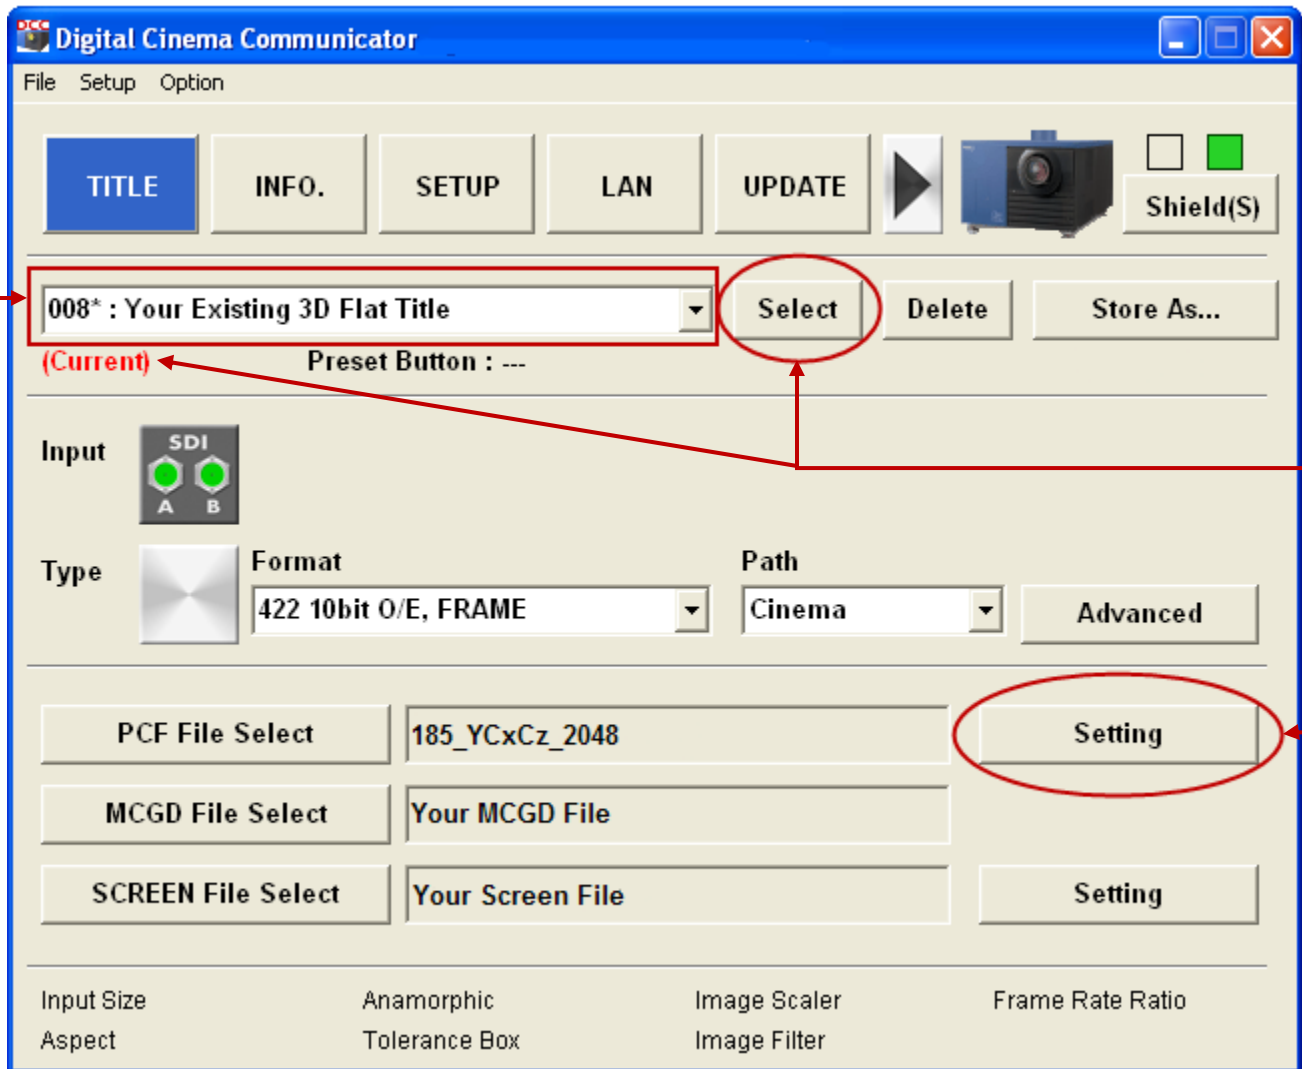 DCC Digital Cinema Communicator
File Setup Option
TITLE INFO. SETUP LAN UPDATE
Shield(S)
008* : Your Existing 3D Flat Title Select Delete Store As...
(Current) Preset Button : ---
Input SDI
A B
Type Format Path
422 10bit O/E, FRAME Cinema Advanced
PCF File Select 185_YCxCz_2048 Setting
MCGD File Select Your MCGD File
SCREEN File Select Your Screen File Setting
Input Size Anamorphic Image Scaler Frame Rate Ratio
Aspect Tolerance Box Image Filter